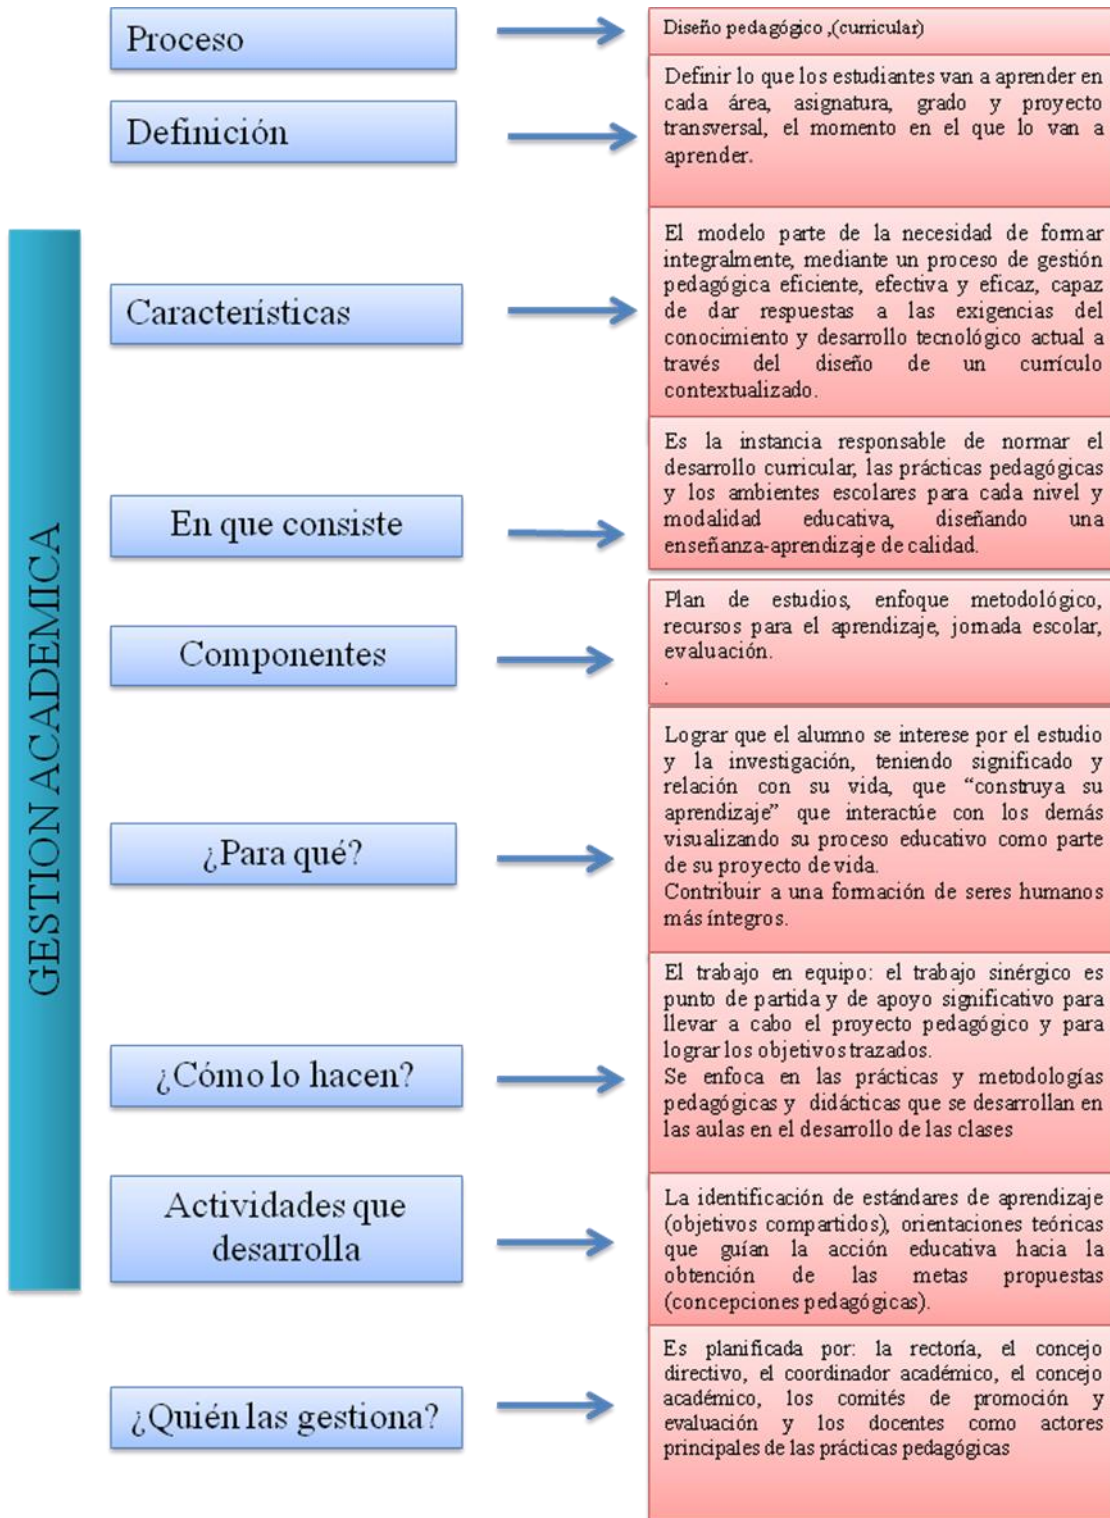 GESTION ACADEMICA
Proceso
Diseño pedagógico ,(curricular)
Definición
Definir lo que los estudiantes van a aprender en
cada área, asignatura, grado y proyecto
transversal, el momento en el que lo van a
aprender.
Características
El modelo parte de la necesidad de formar
integralmente, mediante un proceso de gestión
pedagógica eficiente, efectiva y eficaz, capaz
de dar respuestas a las exigencias del
conocimiento y desarrollo tecnológico actual a
través del diseño de un currículo
contextualizado.
En que consiste
Es la instancia responsable de normar el
desarrollo curricular, las prácticas pedagógicas
y los ambientes escolares para cada nivel y
modalidad educativa, diseñando una
enseñanza-aprendizaje de calidad.
Componentes
Plan de estudios, enfoque metodológico,
recursos para el aprendizaje, jornada escolar,
evaluación.
.
¿Para qué?
Lograr que el alumno se interese por el estudio
y la investigación, teniendo significado y
relación con su vida, que “construya su
aprendizaje” que interactúe con los demás
visualizando su proceso educativo como parte
de su proyecto de vida.
Contribuir a una formación de seres humanos
más íntegros.
¿Cómo lo hacen?
El trabajo en equipo: el trabajo sinérgico es
punto de partida y de apoyo significativo para
llevar a cabo el proyecto pedagógico y para
lograr los objetivos trazados.
Se enfoca en las prácticas y metodologías
pedagógicas y didácticas que se desarrollan en
las aulas en el desarrollo de las clases
Actividades que
desarrolla
La identificación de estándares de aprendizaje
(objetivos compartidos), orientaciones teóricas
que guían la acción educativa hacia la
obtención de las metas propuestas
(concepciones pedagógicas).
¿Quién las gestiona?
Es planificada por: la rectoría, el concejo
directivo, el coordinador académico, el concejo
académico, los comités de promoción y
evaluación y los docentes como actores
principales de las prácticas pedagógicas